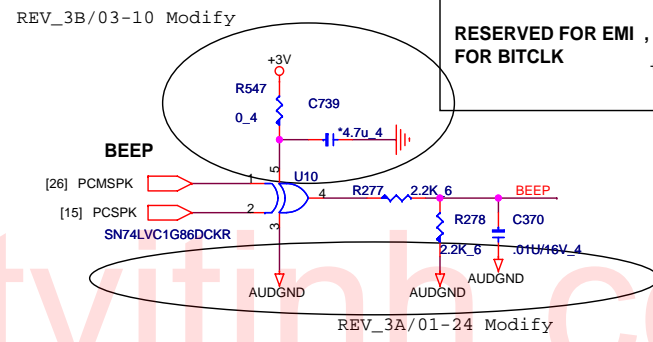 REV_3B/03-10 Modify
RESERVED FOR EMI ,
FOR BITCLK
+3V
R547
0_4
C739
*4.7u_4
BEEP
5
U10
[26] PCMSPK
1
4
R277
2.2K_6
BEEP
[15] PCSPK
2
R278
C370
3
SN74LVC1G86DCKR
2.2K_6
.01U/16V_4
AUDGND
AUDGND
AUDGND
REV_3A/01-24 Modify